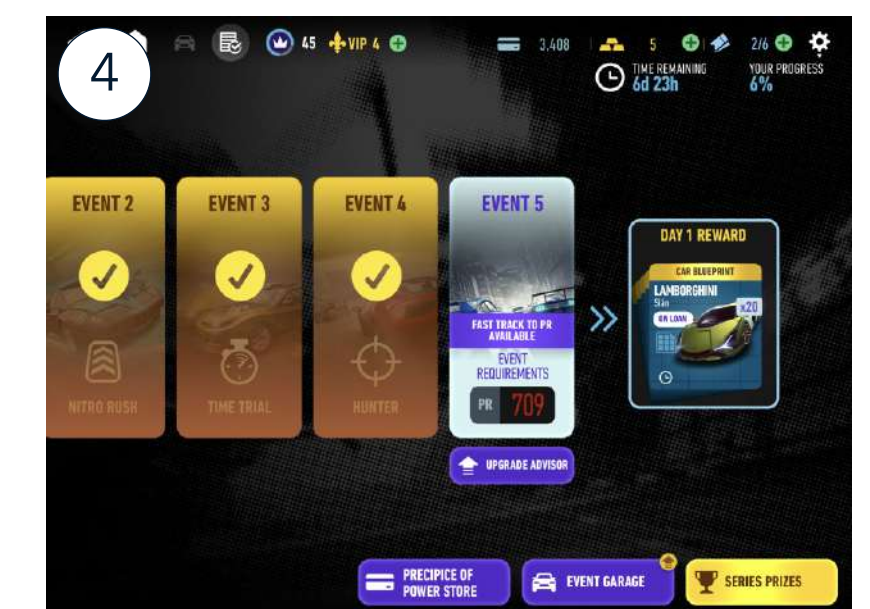 4
45
VIP 4
3,408
5
2/6
TIME REMAINING
6d 23h
YOUR PROGRESS
6%
EVENT 2
NITRO RUSH
EVENT 3
TIME TRIAL
EVENT 4
HUNTER
EVENT 5
FAST TRACK TO PR
AVAILABLE
EVENT
REQUIREMENTS
PR 709
UPGRADE ADVISOR
DAY 1 REWARD
CAR BLUEPRINT
LAMBORGHINI
Sián
ON LOAN
x20
PRECIPICE OF
POWER STORE
EVENT GARAGE
SERIES PRIZES